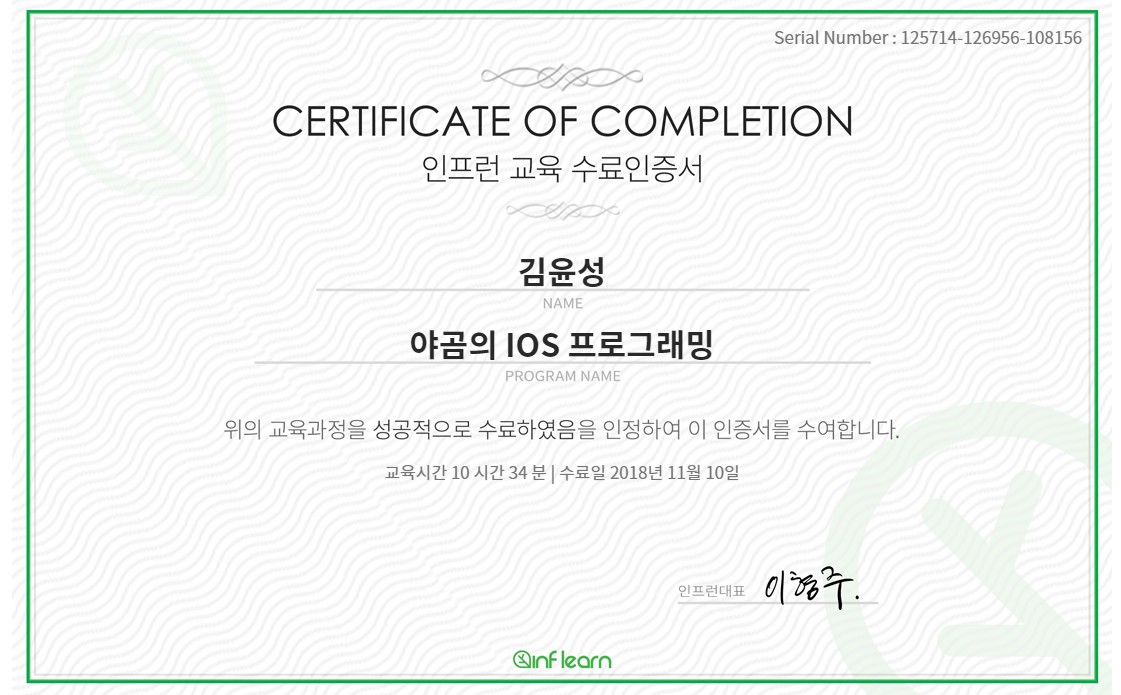 Serial Number : 125714-126956-108156
CERTIFICATE OF COMPLETION
인프런 교육 수료인증서
김윤성
NAME
야곰의 IOS 프로그래밍
PROGRAM NAME
위의 교육과정을 성공적으로 수료하였음을 인정하여 이 인증서를 수여합니다.
교육시간 10 시간 34 분 | 수료일 2018년 11월 10일
인프런대표 이형주.
inflearn